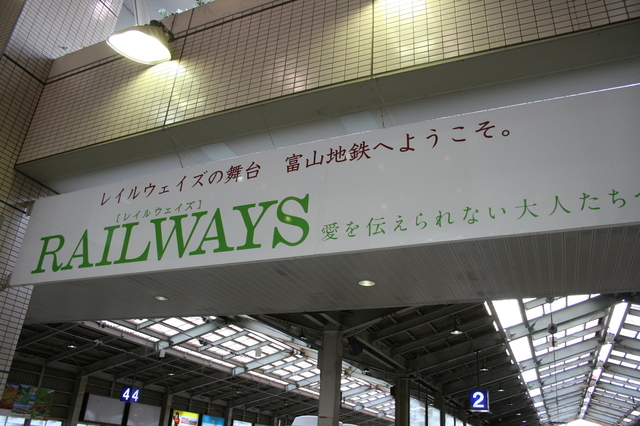 レイルウェイズの舞台　富山地鉄へようこそ。
［レイルウェイズ］
RAILWAYS 愛を伝えられない大人たち
44
2